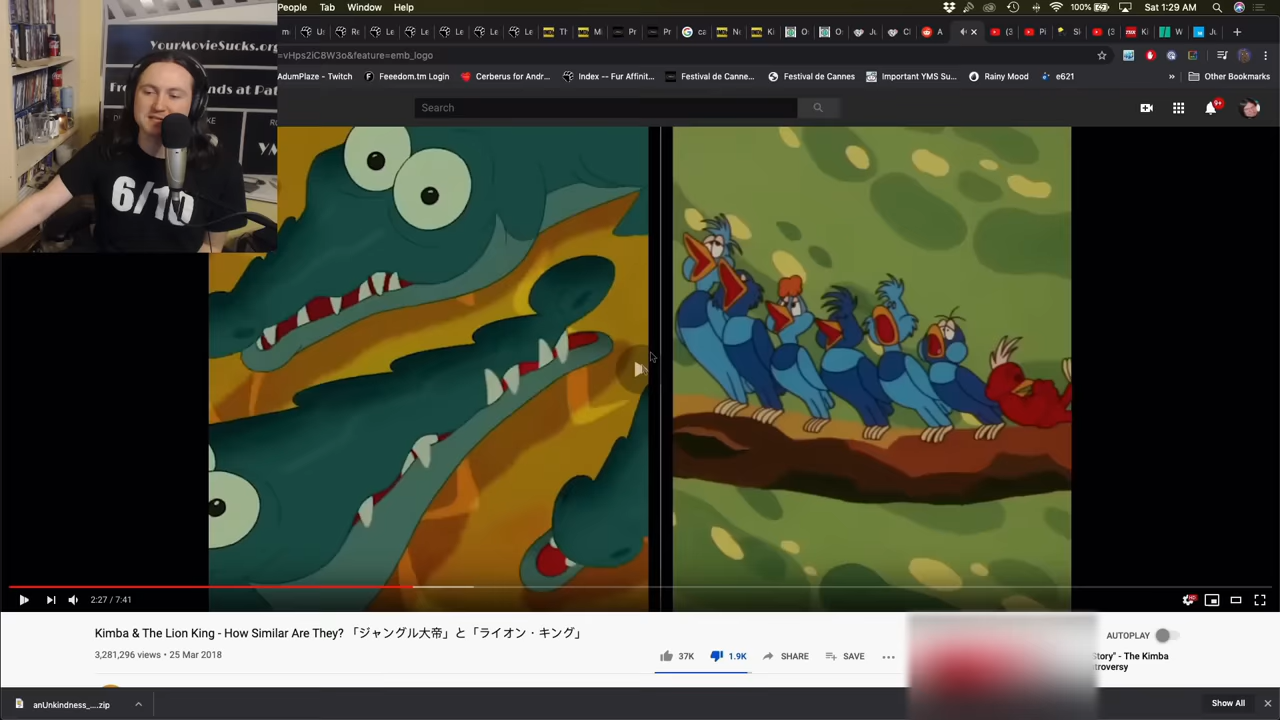 People Tab Window Help 100% Sat 1:29 AM
=vHps2iC8W3o&feature=emb_logo
AdumPlaze - Twitch Feeedom.tm Login Cerberus for Andr... Index -- Fur Affinit... Festival de Canne... Festival de Cannes Important YMS Su... Rainy Mood e621 » Other Bookmarks
YourMovieSucks.org
Search
9+
6/10
2:27 / 7:41
Kimba & The Lion King - How Similar Are They? 「ジャングル大帝」と「ライオン・キング」
3,281,296 views • 25 Mar 2018
37K 1.9K SHARE SAVE ...
AUTOPLAY
Story" - The Kimba
troversy
anUnkindness_....zip
Show All